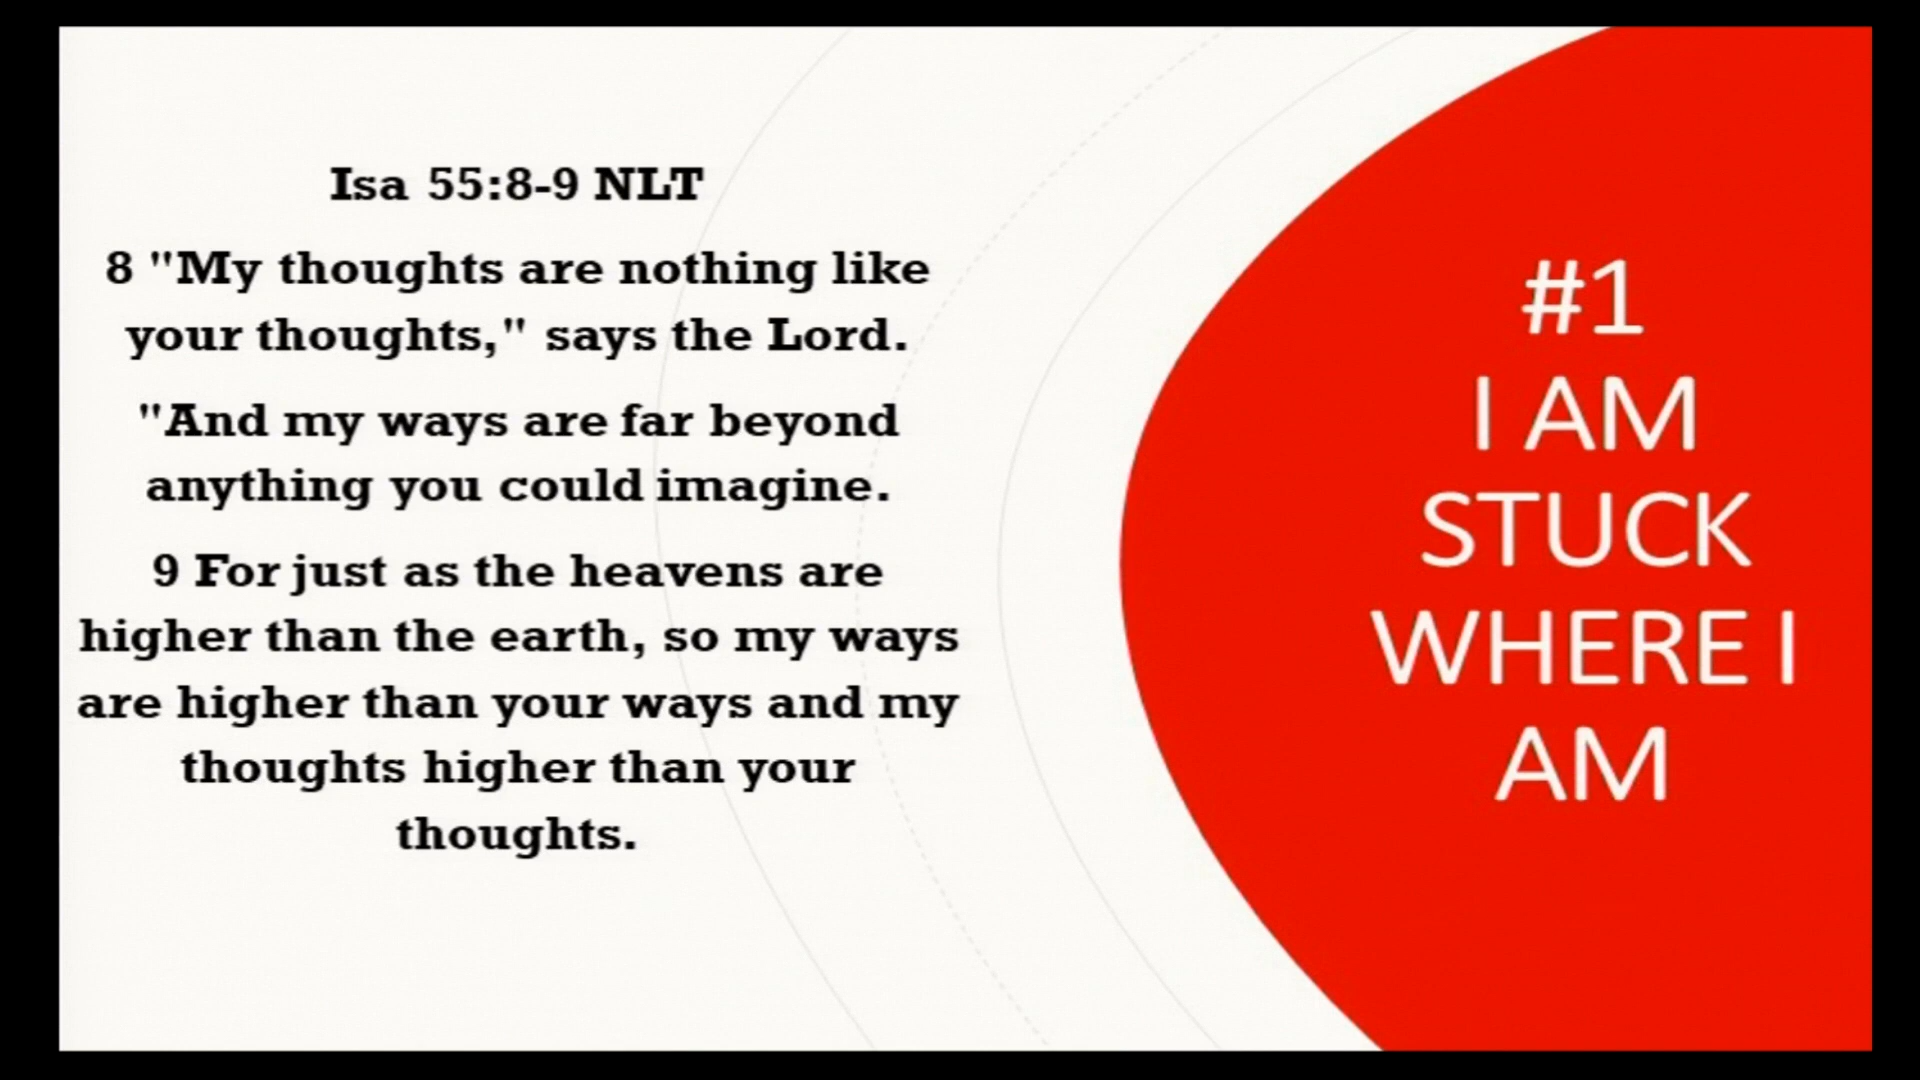 Isa 55:8-9 NLT
8 "My thoughts are nothing like
your thoughts," says the Lord.
"And my ways are far beyond
anything you could imagine.
9 For just as the heavens are
higher than the earth, so my ways
are higher than your ways and my
thoughts higher than your
thoughts.
#1
I AM
STUCK
WHERE I
AM